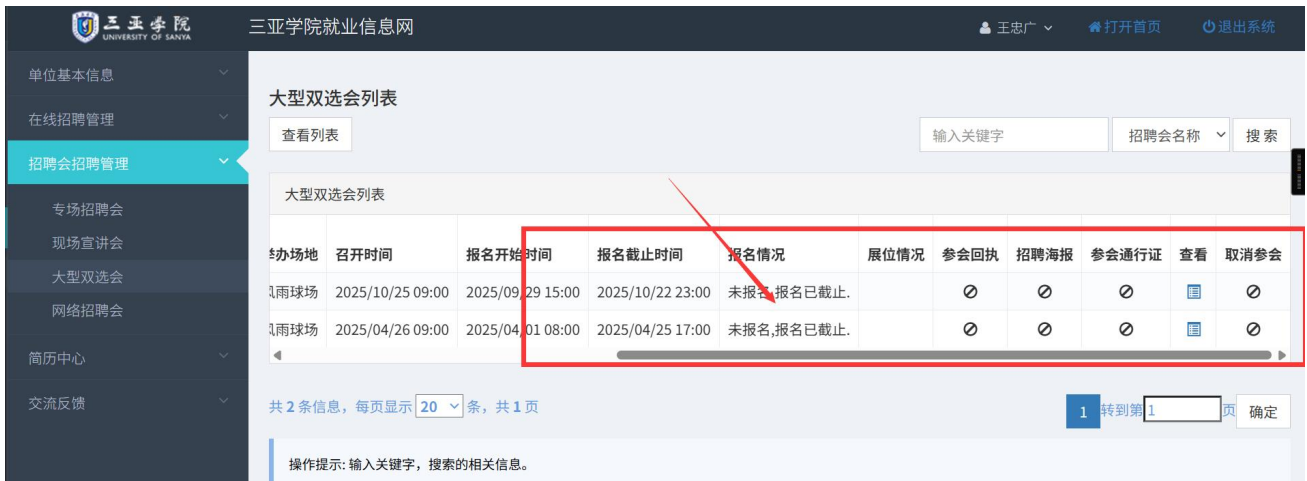 三亚学院
UNIVERSITY OF SANYA
三亚学院就业信息网
王忠广
打开首页
退出系统
单位基本信息
在线招聘管理
招聘会招聘管理
专场招聘会
现场宣讲会
大型双选会
网络招聘会
简历中心
交流反馈
大型双选会列表
查看列表
输入关键字
招聘会名称
搜 索
大型双选会列表
办场地 召开时间 报名开始时间 报名截止时间 报名情况 展位情况 参会回执 招聘海报 参会通行证 查看 取消参会
雨球场 2025/10/25 09:00 2025/09/29 15:00 2025/10/22 23:00 未报名,报名已截止.
雨球场 2025/04/26 09:00 2025/04/01 08:00 2025/04/25 17:00 未报名,报名已截止.
共 2 条信息，每页显示 20 条，共 1 页
1 转到第 1 页 确定
操作提示: 输入关键字，搜索的相关信息。